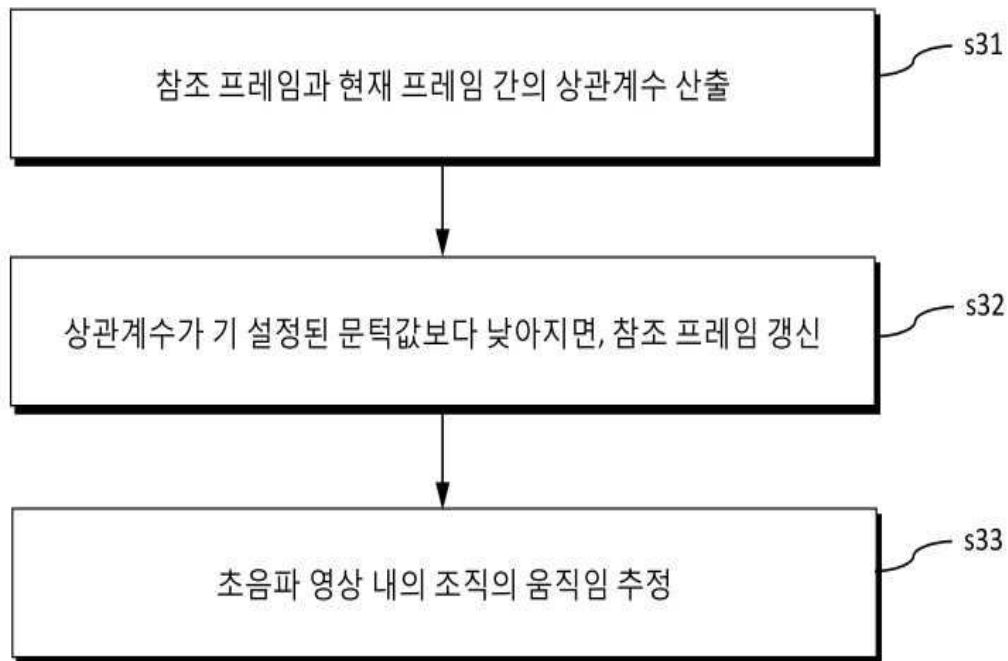 s31
참조 프레임과 현재 프레임 간의 상관계수 산출
s32
상관계수가 기 설정된 문턱값보다 낮아지면, 참조 프레임 갱신
s33
초음파 영상 내의 조직의 움직임 추정